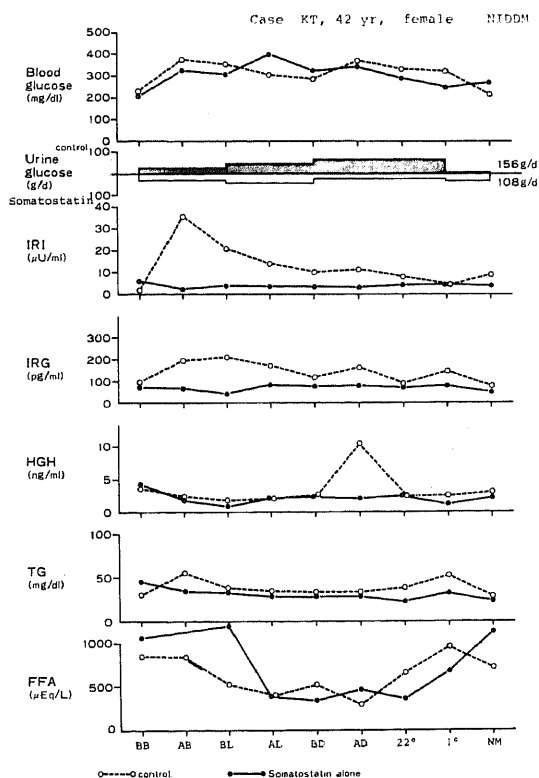 Case KT, 42 yr, female NIDDM
500
Blood
glucose
(mg/dl)
400
300
200
100
0
control
Urine
glucose
(g/d)
100
0
100
156g/d
108g/d
Somatostatin
40
IRI
(μU/ml)
30
20
10
0
IRG
(pg/ml)
300
200
100
0
HGH
(ng/ml)
10
5
0
TG
(mg/dl)
100
50
0
FFA
(μEq/L)
1000
500
0
BB AB BL AL BD AD 22° 1° NM
control. Somatostatin alone